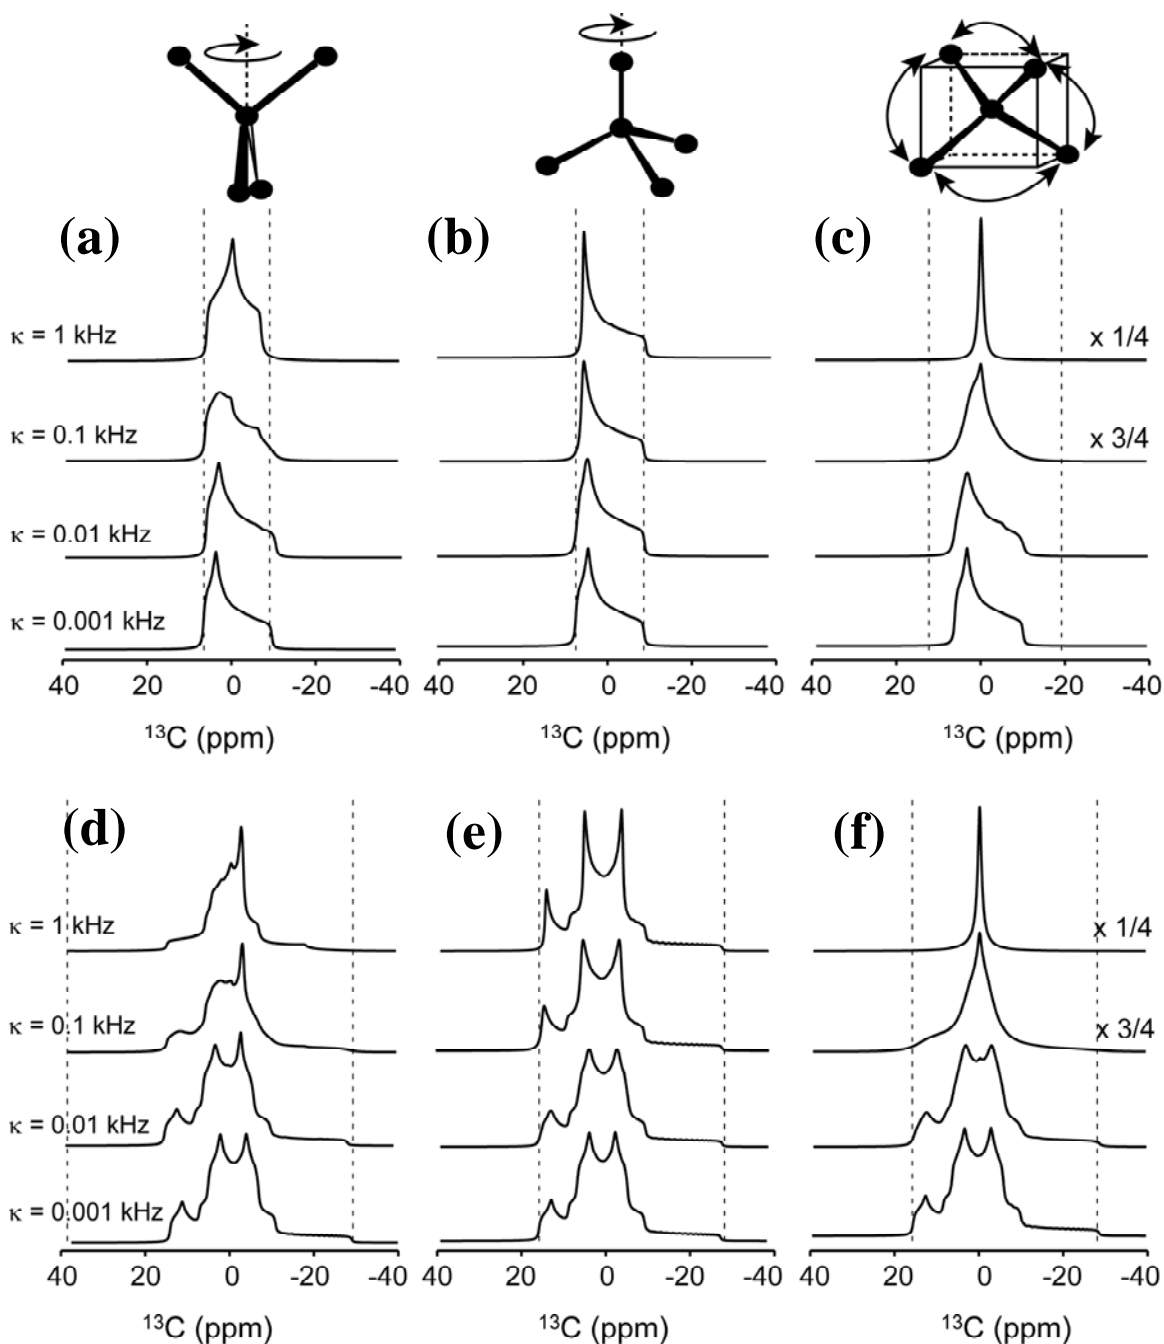 (a) (b) (c)
κ = 1 kHz x 1/4
κ = 0.1 kHz x 3/4
κ = 0.01 kHz
κ = 0.001 kHz
40 20 0 -20 -40 40 20 0 -20 -40 20 0 -20 -40
¹³C (ppm) ¹³C (ppm) ¹³C (ppm)
(d) (e) (f)
κ = 1 kHz x 1/4
κ = 0.1 kHz x 3/4
κ = 0.01 kHz
κ = 0.001 kHz
40 20 0 -20 -40 40 20 0 -20 -40 20 0 -20 -40
¹³C (ppm) ¹³C (ppm) ¹³C (ppm)